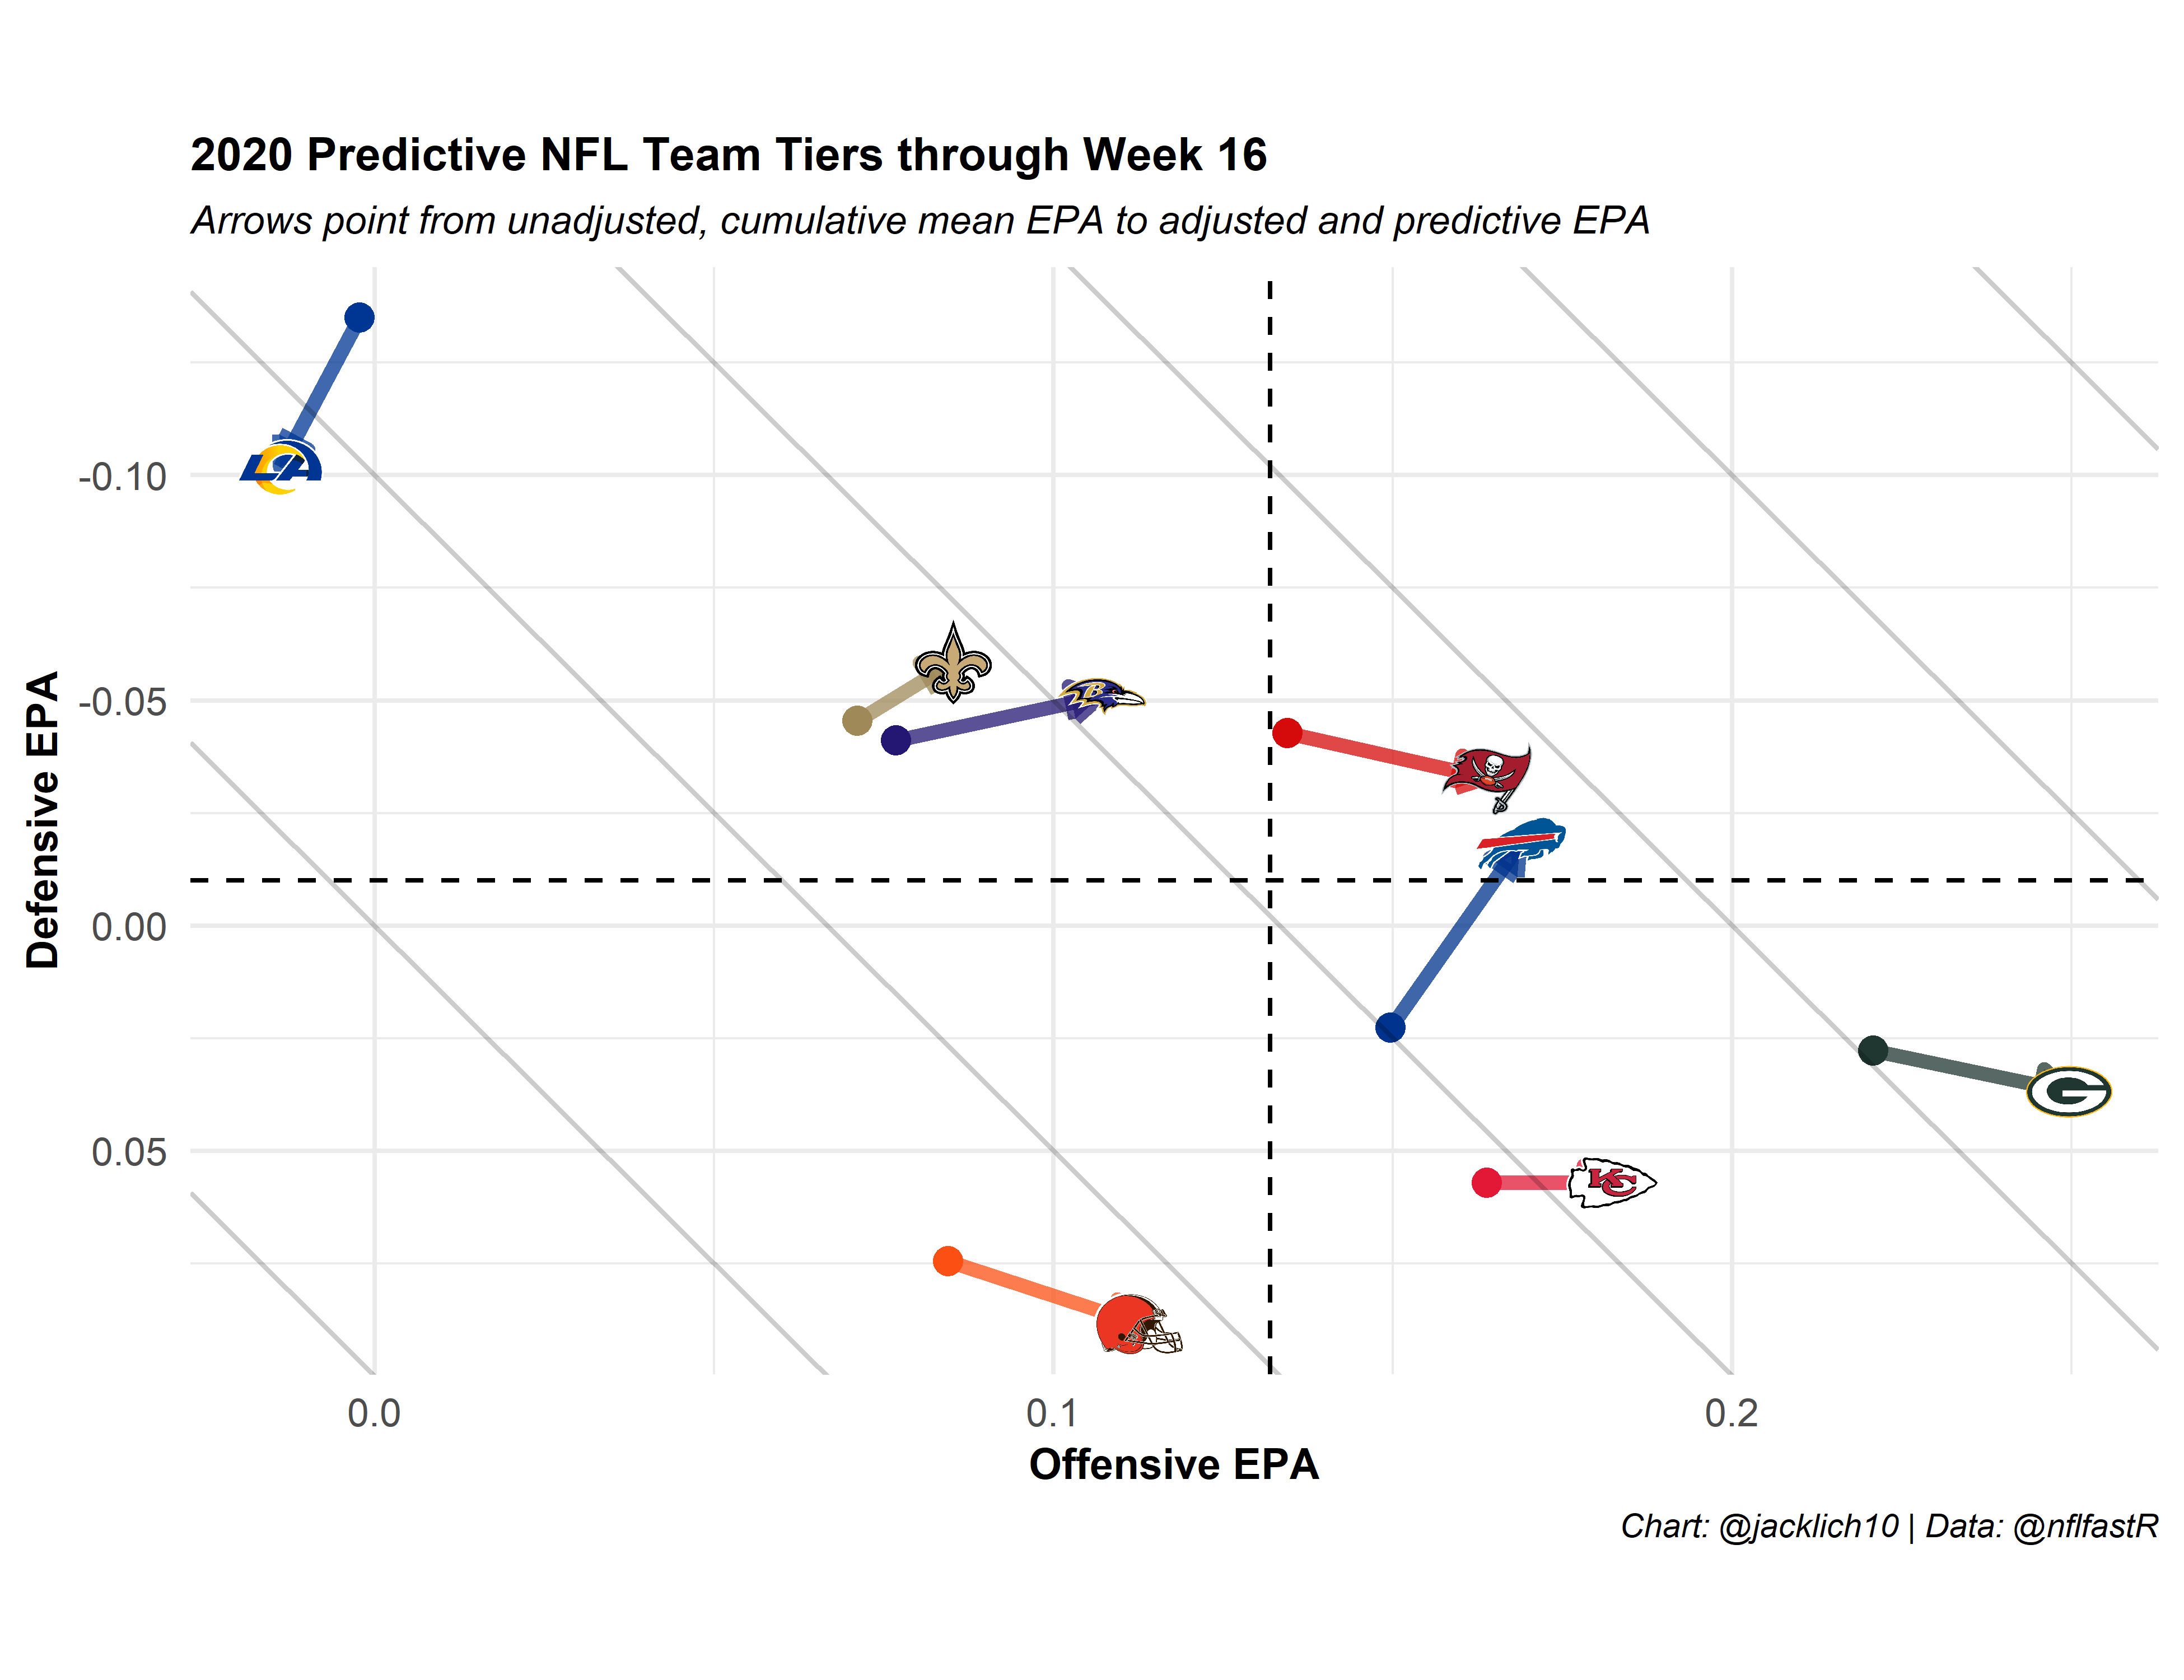 2020 Predictive NFL Team Tiers through Week 16
Arrows point from unadjusted, cumulative mean EPA to adjusted and predictive EPA
Defensive EPA
-0.10
-0.05
0.00
0.05
LA
B
G
KC
0.0
0.1
0.2
Offensive EPA
Chart: @jacklich10 | Data: @nflfastR